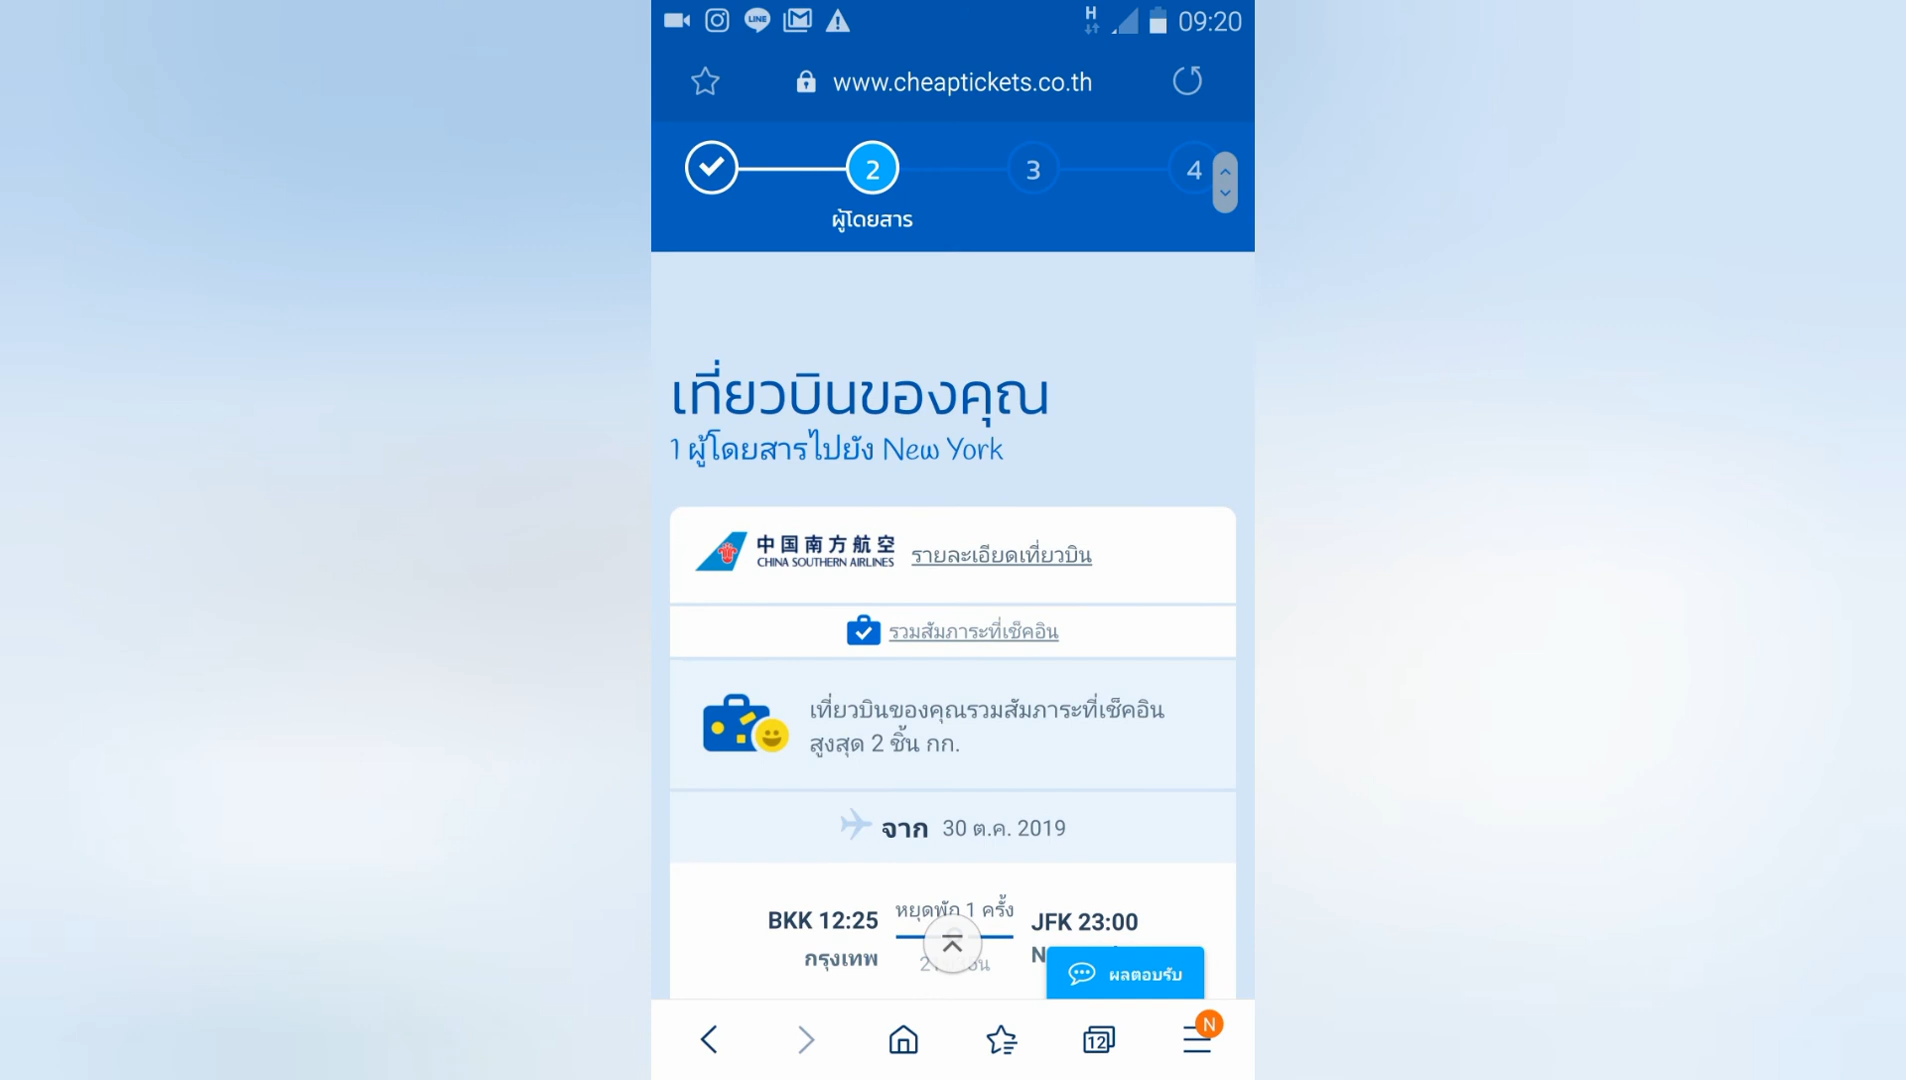 LINE
H
09:20
www.cheaptickets.co.th
2
3
4
ผู้โดยสาร
เที่ยวบินของคุณ
1 ผู้โดยสารไปยัง New York
中国南方航空
CHINA SOUTHERN AIRLINES
รายละเอียดเที่ยวบิน
รวมสัมภาระที่เช็คอิน
เที่ยวบินของคุณรวมสัมภาระที่เช็คอิน
สูงสุด 2 ชิ้น กก.
จาก 30 ต.ค. 2019
BKK 12:25
หยุดพัก 1 ครั้ง
JFK 23:00
กรุงเทพ
ผลตอบรับ
12
N